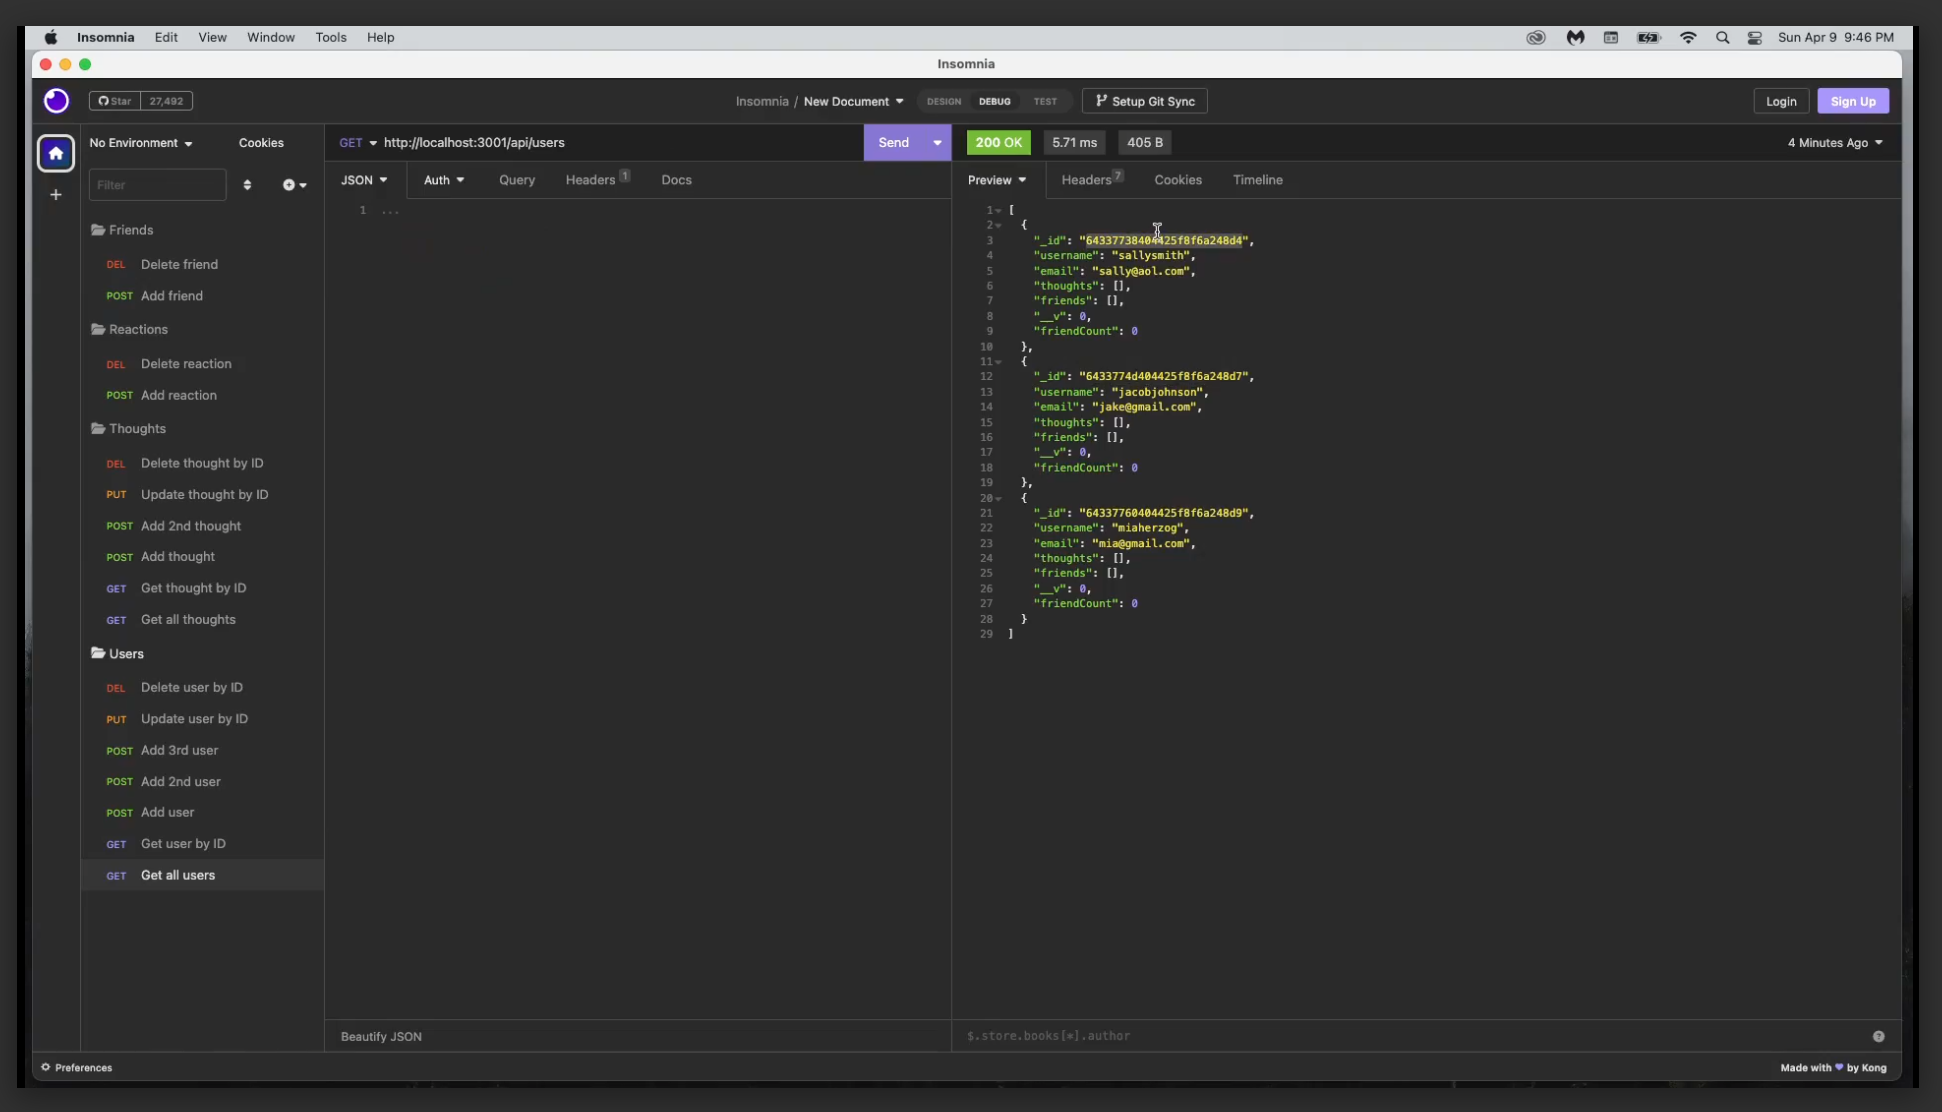 Insomnia Edit View Window Tools Help Sun Apr 9 9:46 PM
Insomnia
Star 27,492 Insomnia / New Document DESIGN DEBUG TEST Setup Git Sync Login Sign Up
No Environment Cookies GET http://localhost:3001/api/users Send 200 OK 5.71 ms 405 B 4 Minutes Ago
Filter JSON Auth Query Headers 1 Docs Preview Headers 7 Cookies Timeline
Friends
DEL Delete friend
POST Add friend
Reactions
DEL Delete reaction
POST Add reaction
Thoughts
DEL Delete thought by ID
PUT Update thought by ID
POST Add 2nd thought
POST Add thought
GET Get thought by ID
GET Get all thoughts
Users
DEL Delete user by ID
PUT Update user by ID
POST Add 3rd user
POST Add 2nd user
POST Add user
GET Get user by ID
GET Get all users
1 ...
1 [
2 {
3 "_id": "64337738404425f8f6a248d4",
4 "username": "sallysmith",
5 "email": "sally@aol.com",
6 "thoughts": [],
7 "friends": [],
8 "__v": 0,
9 "friendCount": 0
10 },
11 {
12 "_id": "6433774d404425f8f6a248d7",
13 "username": "jacobjohnson",
14 "email": "jake@gmail.com",
15 "thoughts": [],
16 "friends": [],
17 "__v": 0,
18 "friendCount": 0
19 },
20 {
21 "_id": "64337760404425f8f6a248d9",
22 "username": "miaherzog",
23 "email": "mia@gmail.com",
24 "thoughts": [],
25 "friends": [],
26 "__v": 0,
27 "friendCount": 0
28 }
29 ]
Beautify JSON $.store.books[*].author
Preferences Made with ♥ by Kong